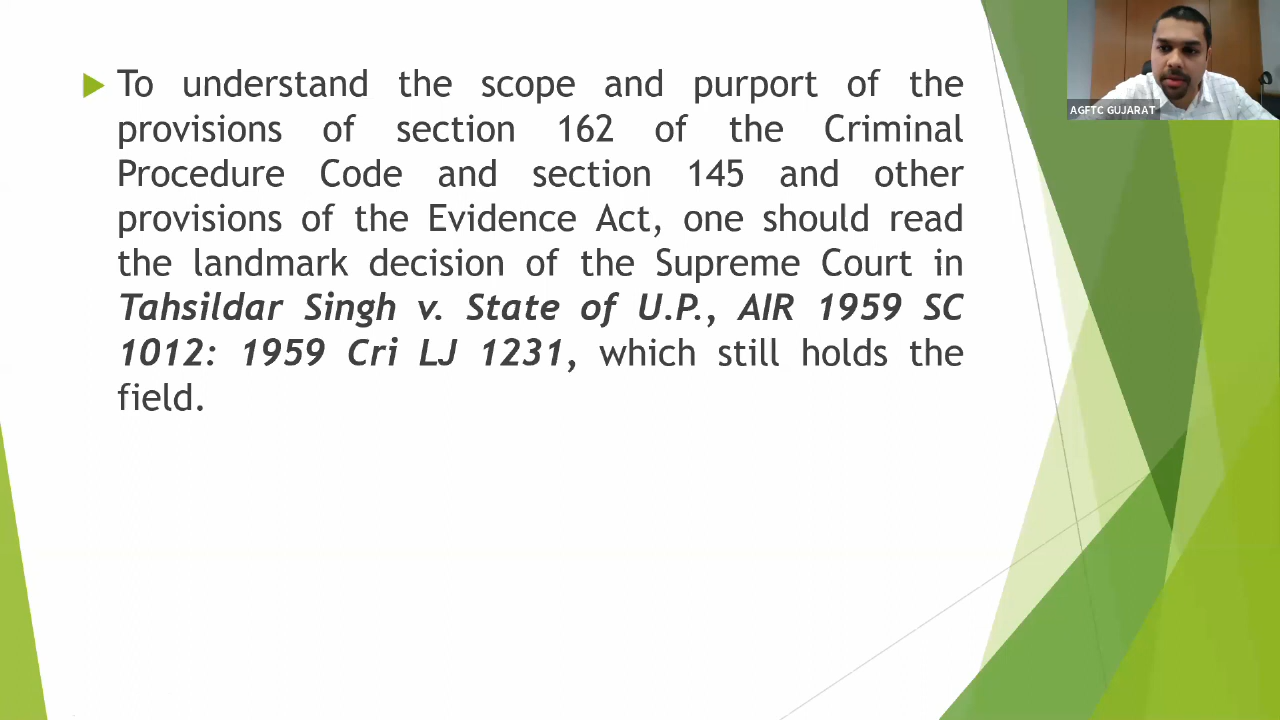 To understand the scope and purport of the
provisions of section 162 of the Criminal
Procedure Code and section 145 and other
provisions of the Evidence Act, one should read
the landmark decision of the Supreme Court in
Tahsildar Singh v. State of U.P., AIR 1959 SC
1012: 1959 Cri LJ 1231, which still holds the
field.
AGFTC GUJARAT